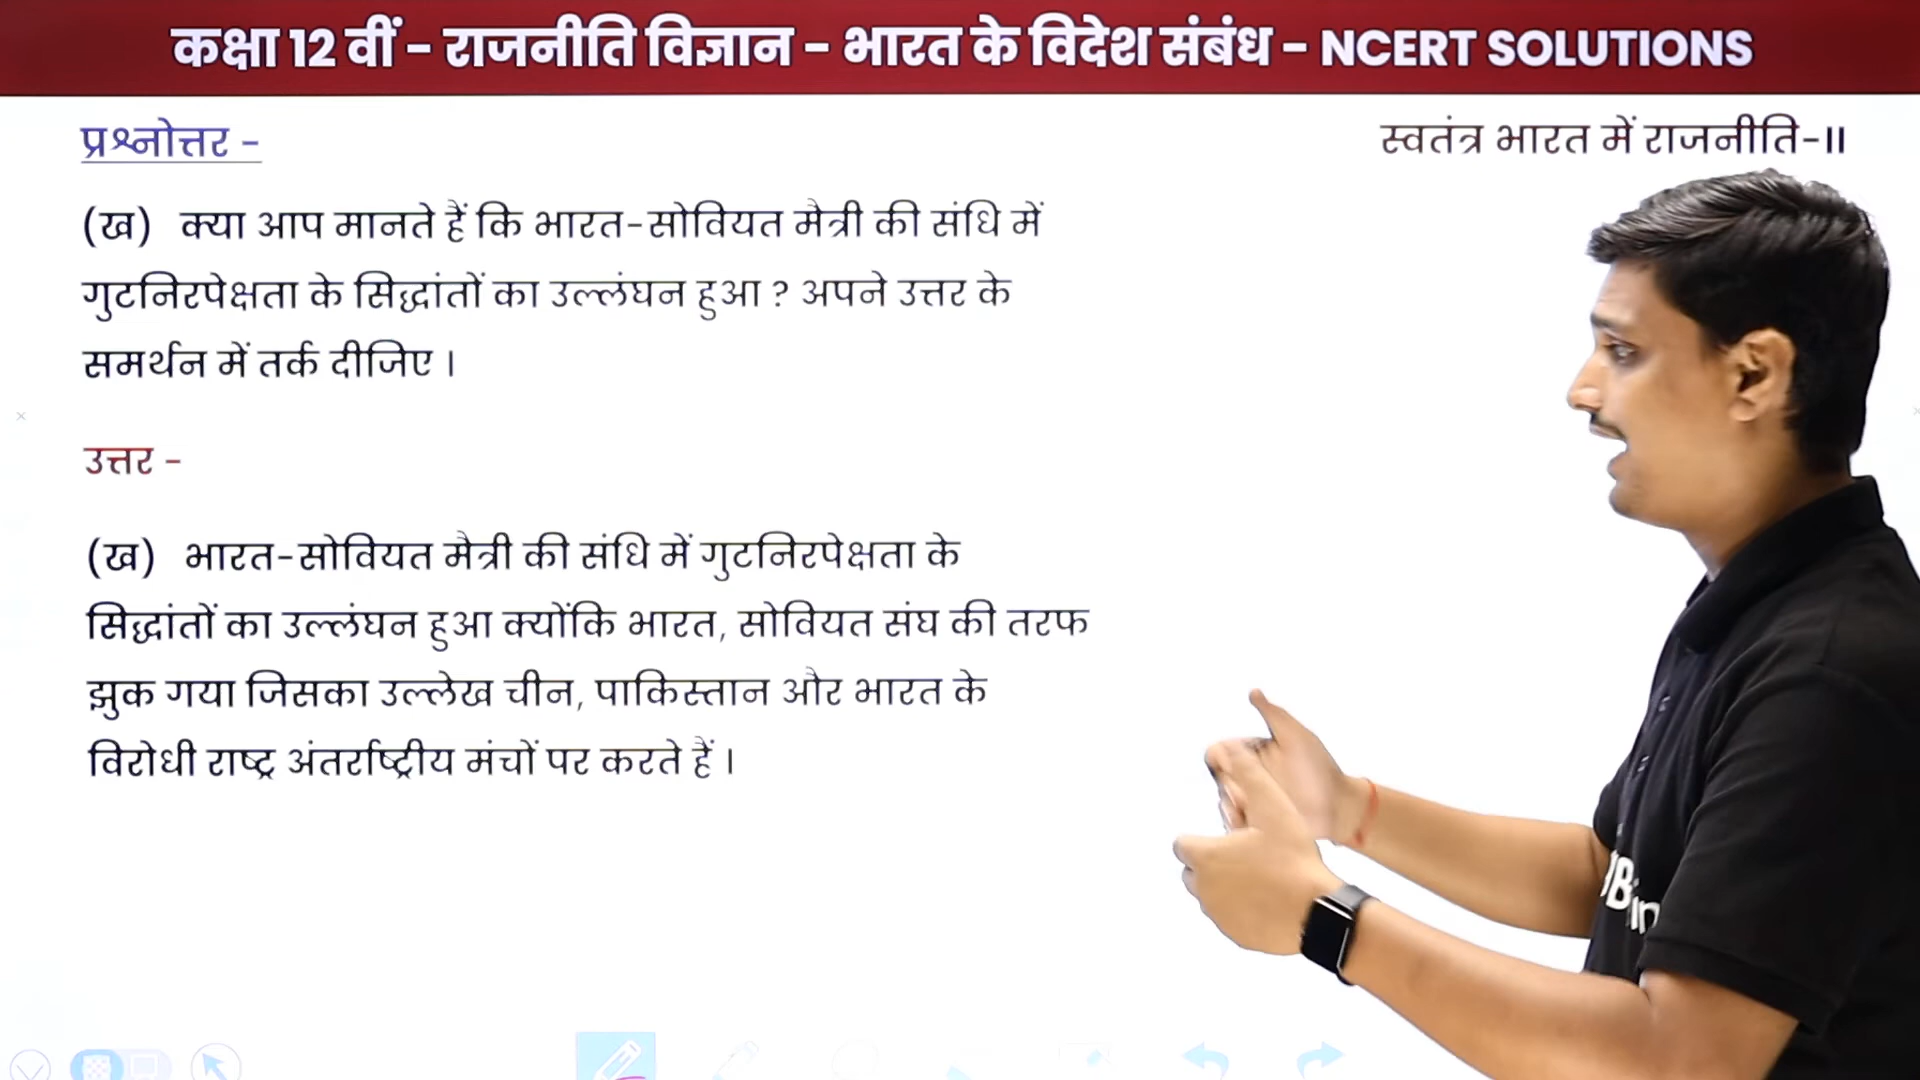 कक्षा 12 वीं - राजनीति विज्ञान - भारत के विदेश संबंध - NCERT SOLUTIONS
प्रश्नोत्तर -
स्वतंत्र भारत में राजनीति-II
(ख) क्या आप मानते हैं कि भारत-सोवियत मैत्री की संधि में
गुटनिरपेक्षता के सिद्धांतों का उल्लंघन हुआ ? अपने उत्तर के
समर्थन में तर्क दीजिए ।
उत्तर -
(ख) भारत-सोवियत मैत्री की संधि में गुटनिरपेक्षता के
सिद्धांतों का उल्लंघन हुआ क्योंकि भारत, सोवियत संघ की तरफ
झुक गया जिसका उल्लेख चीन, पाकिस्तान और भारत के
विरोधी राष्ट्र अंतर्राष्ट्रीय मंचों पर करते हैं ।